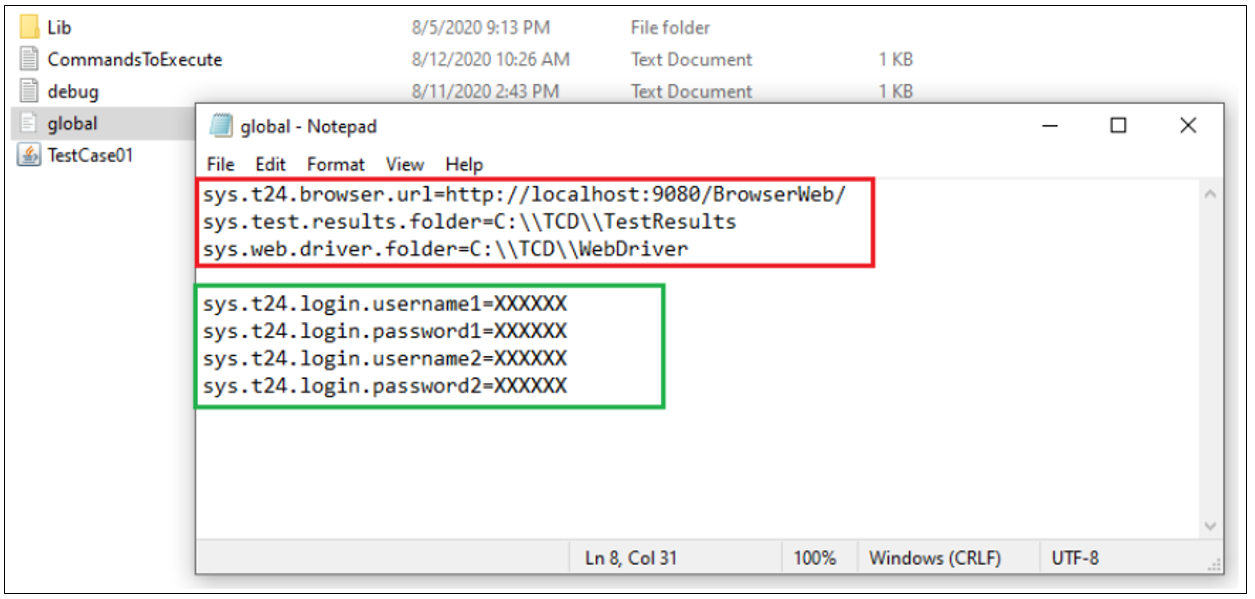 Lib 8/5/2020 9:13 PM File folder
CommandsToExecute 8/12/2020 10:26 AM Text Document 1 KB
debug 8/11/2020 2:43 PM Text Document 1 KB
global
TestCase01
global - Notepad
File Edit Format View Help
sys.t24.browser.url=http://localhost:9080/BrowserWeb/
sys.test.results.folder=C:\\TCD\\TestResults
sys.web.driver.folder=C:\\TCD\\WebDriver
sys.t24.login.username1=XXXXXX
sys.t24.login.password1=XXXXXX
sys.t24.login.username2=XXXXXX
sys.t24.login.password2=XXXXXX
Ln 8, Col 31 100% Windows (CRLF) UTF-8